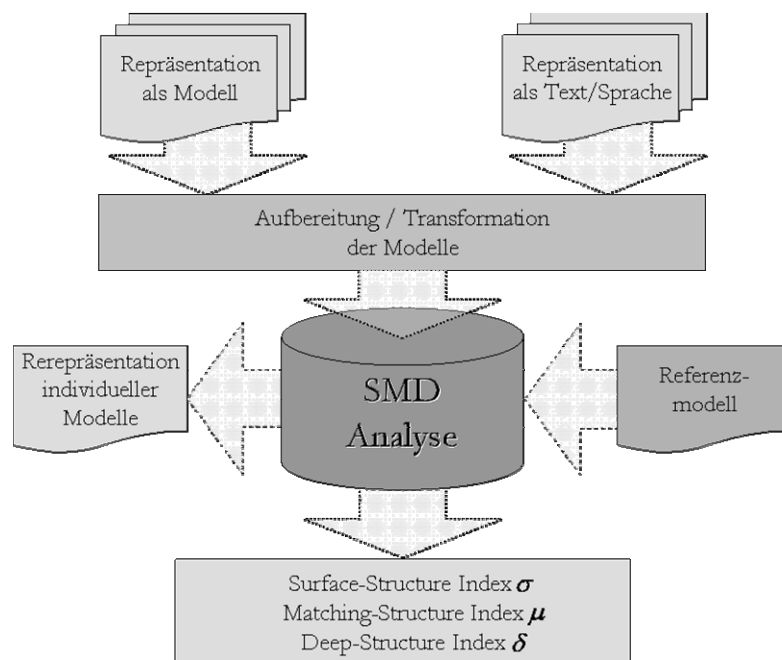 Repräsentation
als Modell
Repräsentation
als Text/Sprache
Aufbereitung / Transformation
der Modelle
Rerepräsentation
individueller
Modelle
SMD
Analyse
Referenz-
modell
Surface-Structure Index σ
Matching-Structure Index μ
Deep-Structure Index δ